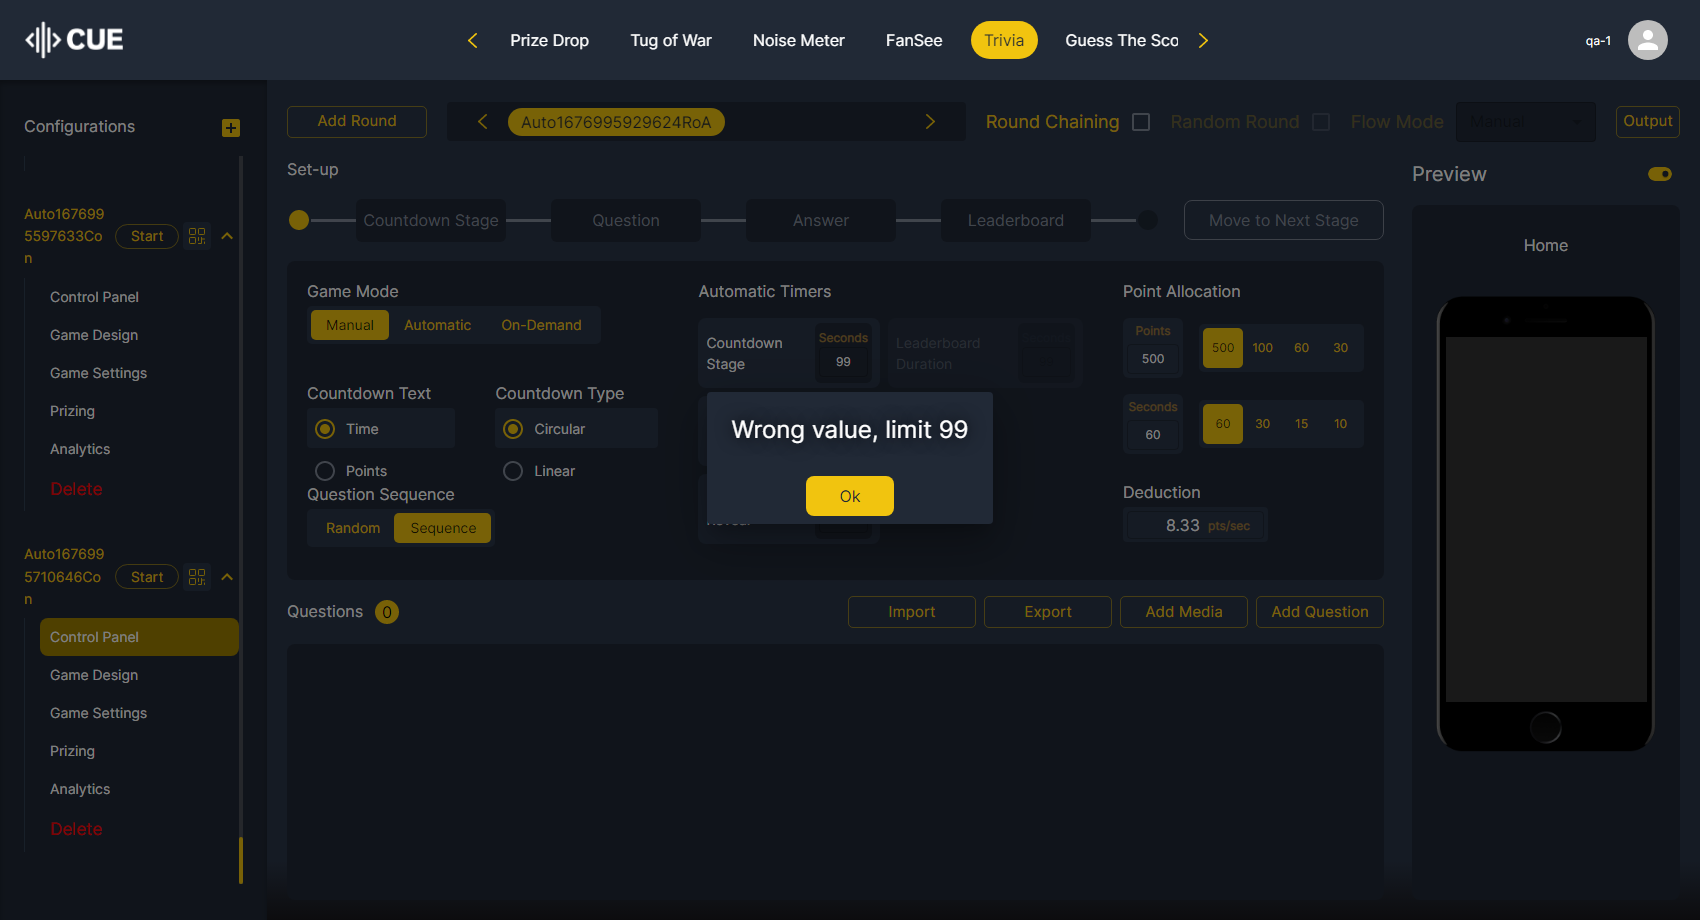 CUE
Prize Drop
Tug of War
Noise Meter
FanSee
Trivia
Guess The Sco
qa-1
Configurations
Auto167699
5597633Co
n
Start
Control Panel
Game Design
Game Settings
Prizing
Analytics
Delete
Auto167699
5710646Co
n
Start
Control Panel
Game Design
Game Settings
Prizing
Analytics
Delete
Add Round
Auto1676995929624RoA
Round Chaining
Random Round
Flow Mode
Manual
Output
Set-up
Countdown Stage
Question
Answer
Leaderboard
Move to Next Stage
Game Mode
Manual
Automatic
On-Demand
Countdown Text
Time
Points
Countdown Type
Circular
Linear
Question Sequence
Random
Sequence
Automatic Timers
Countdown
Stage
Seconds
99
Leaderboard
Duration
Wrong value, limit 99
Ok
Point Allocation
Points
500
500
100
60
30
Seconds
60
60
30
15
10
Deduction
8.33 pts/sec
Questions 0
Import
Export
Add Media
Add Question
Preview
Home